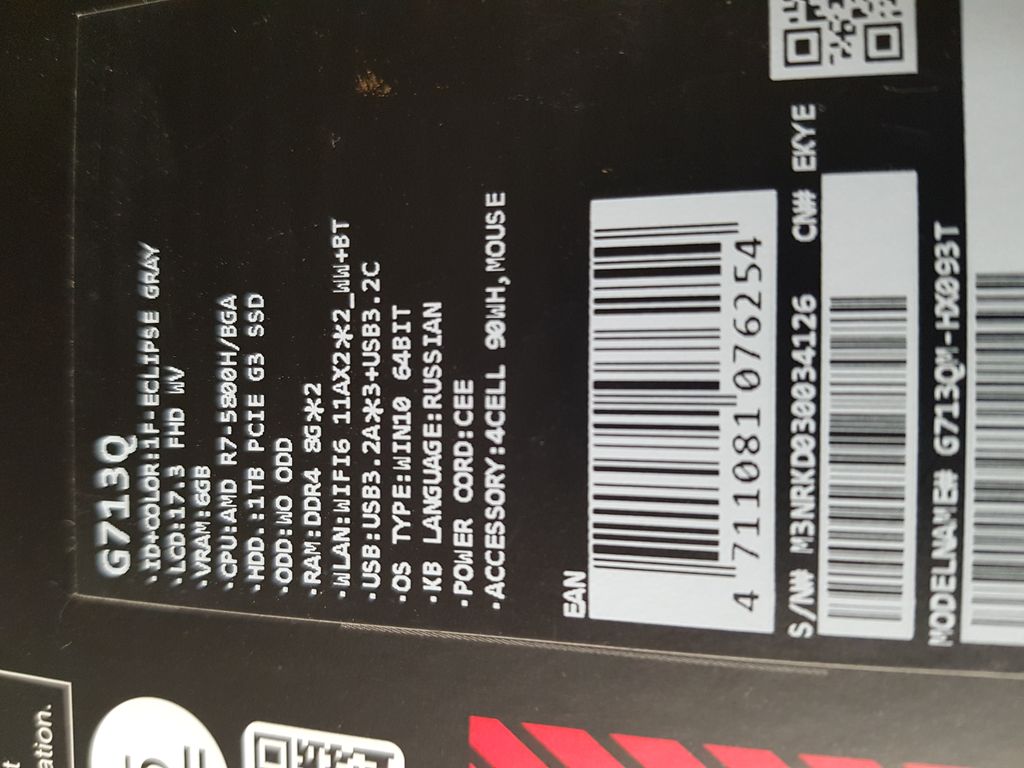 G713Q
·ID+COLOR:1F-ECLIPSE GRAY
·LCD:17.3 FHD WV
·VRAM:6GB
·CPU:AMD R7-5800H/BGA
·HDD.:1TB PCIE G3 SSD
·ODD:WO ODD
·RAM:DDR4 8G*2
·WLAN:WIFI6 11AX2*2_WW+BT
·USB:USB3.2A*3+USB3.2C
·OS TYPE:WIN10 64BIT
·KB LANGUAGE:RUSSIAN
·POWER CORD:CEE
·ACCESSORY:4CELL 90WH,MOUSE
EAN
4 711081 076254
S/N# M3NRKD030034126 CN# EKYE
MODELNAME# G713QM-HX093T
ation.